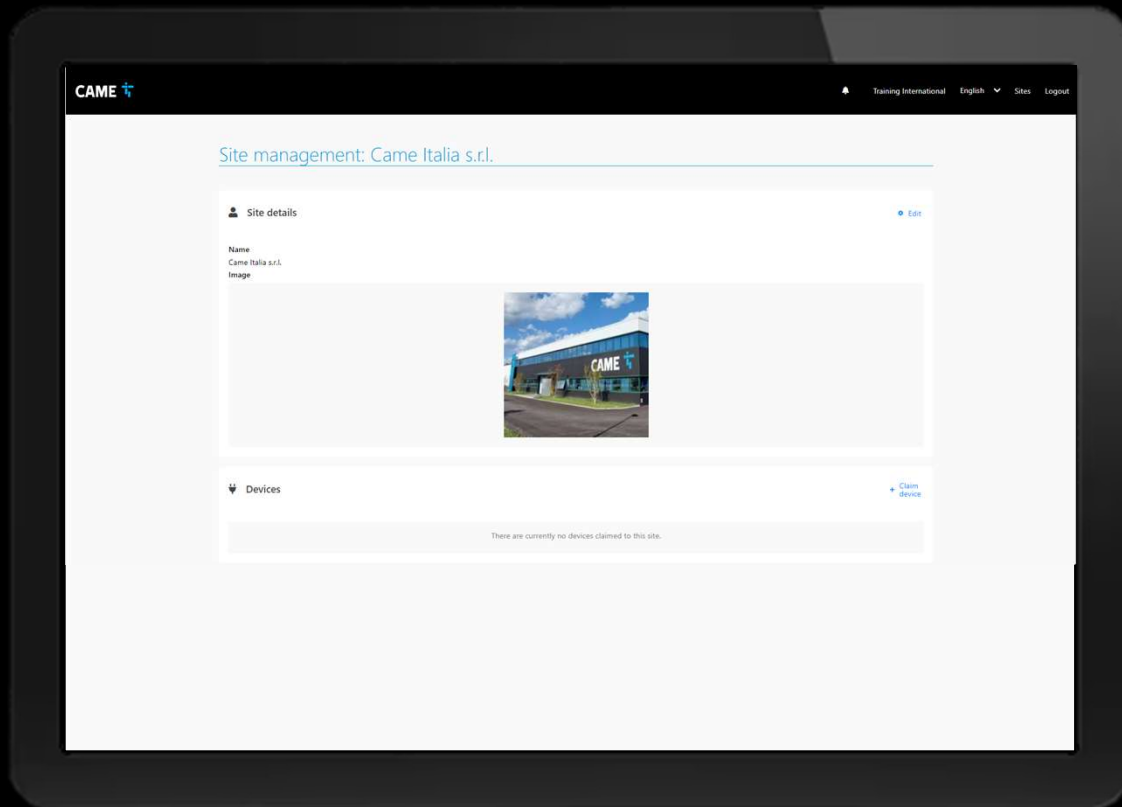 CAME
Training International English Sites Logout
Site management: Came Italia s.r.l.
Site details
Edit
Name
Came Italia s.r.l.
Image
CAME
Devices
+ Claim
device
There are currently no devices claimed to this site.